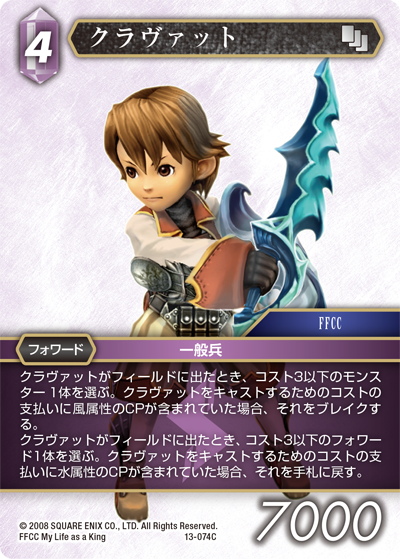 4
クラヴァット
FFCC
フォワード
一般兵
クラヴァットがフィールドに出たとき、コスト3以下のモンス
ター1体を選ぶ。クラヴァットをキャストするためのコストの
支払いに風属性のCPが含まれていた場合、それをブレイクす
る。
クラヴァットがフィールドに出たとき、コスト3以下のフォワー
ド1体を選ぶ。クラヴァットをキャストするためのコストの支
払いに水属性のCPが含まれていた場合、それを手札に戻す。
© 2008 SQUARE ENIX CO., LTD. All Rights Reserved.
FFCC My Life as a King
13-074C
7000